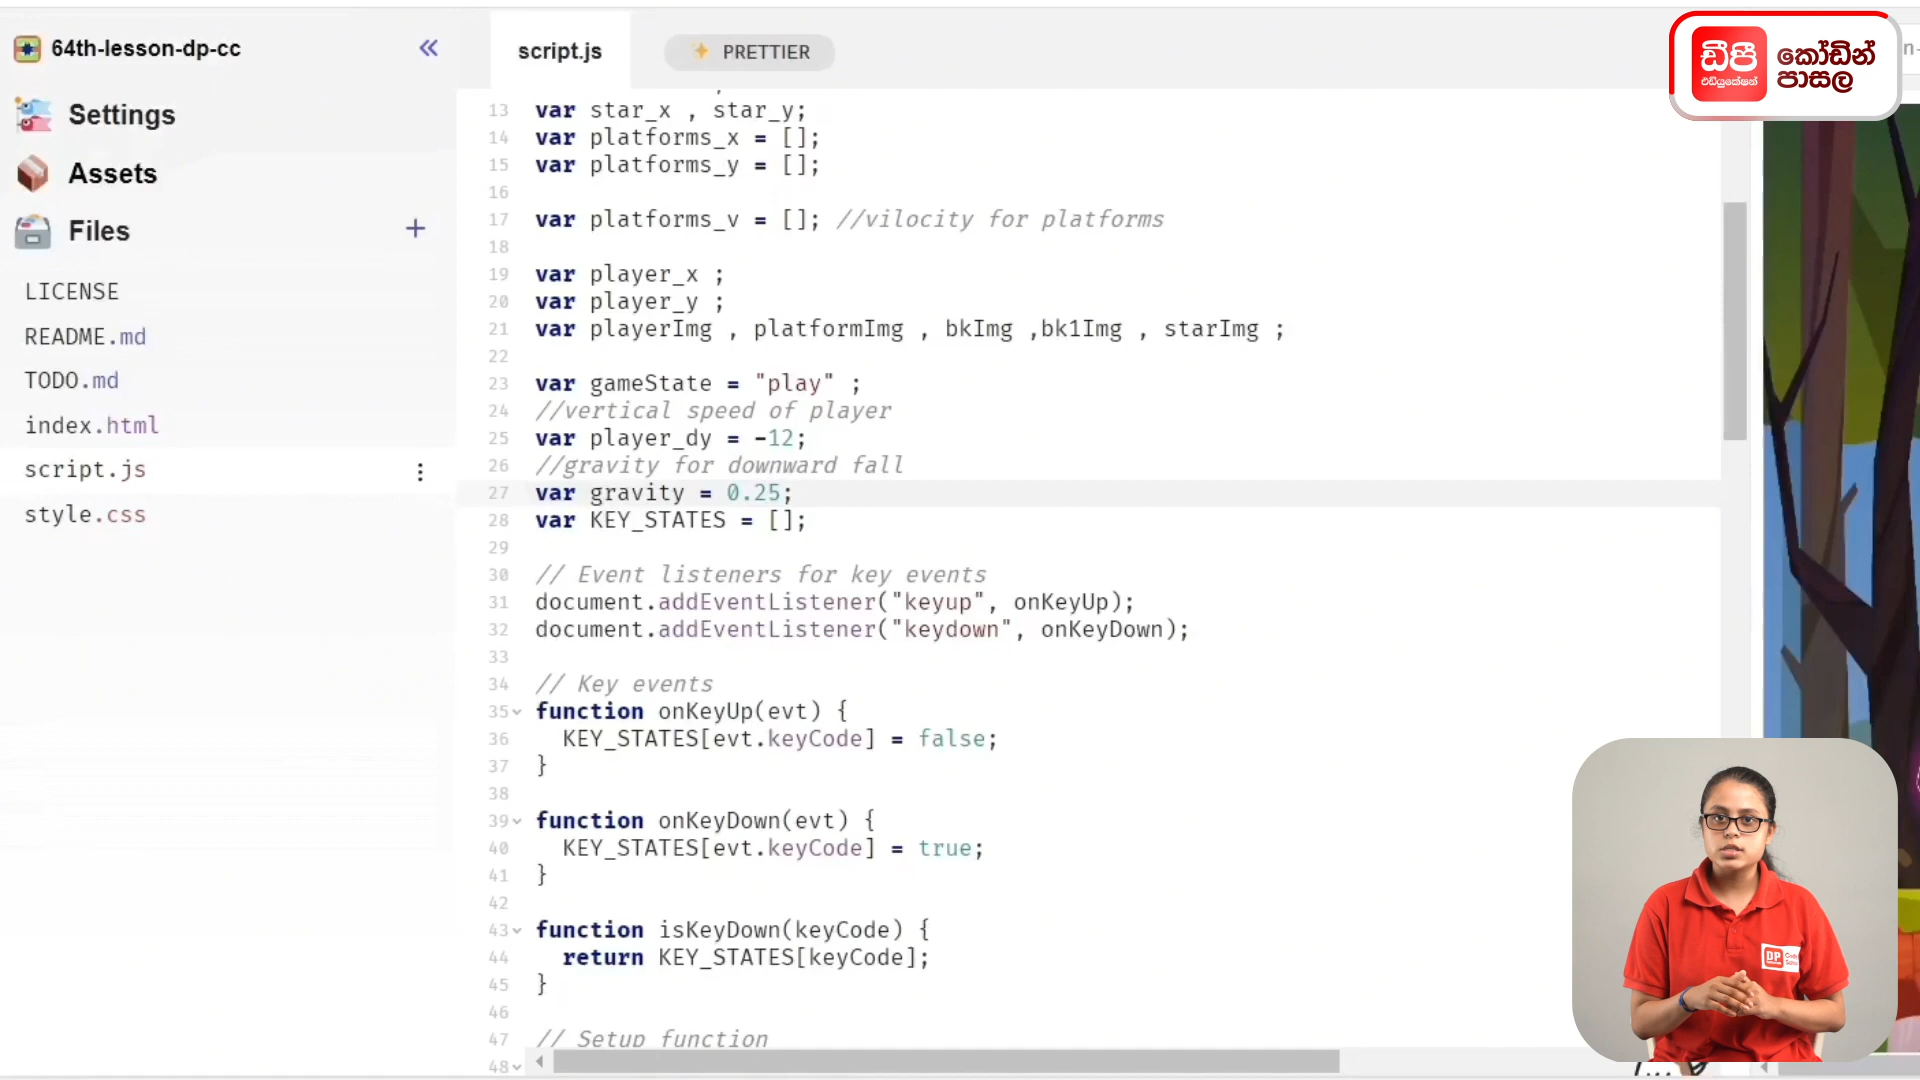 64th-lesson-dp-cc
Settings
Assets
Files
LICENSE
README.md
TODO.md
index.html
script.js
style.css
script.js
PRETTIER
13 var star_x , star_y;
14 var platforms_x = [];
15 var platforms_y = [];
16
17 var platforms_v = []; //vilocity for platforms
18
19 var player_x ;
20 var player_y ;
21 var playerImg , platformImg , bkImg ,bk1Img , starImg ;
22
23 var gameState = "play" ;
24 //vertical speed of player
25 var player_dy = -12;
26 //gravity for downward fall
27 var gravity = 0.25;
28 var KEY_STATES = [];
29
30 // Event listeners for key events
31 document.addEventListener("keyup", onKeyUp);
32 document.addEventListener("keydown", onKeyDown);
33
34 // Key events
35 function onKeyUp(evt) {
36 KEY_STATES[evt.keyCode] = false;
37 }
38
39 function onKeyDown(evt) {
40 KEY_STATES[evt.keyCode] = true;
41 }
42
43 function isKeyDown(keyCode) {
44 return KEY_STATES[keyCode];
45 }
46
47 // Setup function
48
ඩීපී
එඩියුකේෂන්
කෝඩින්
පාසල
DP